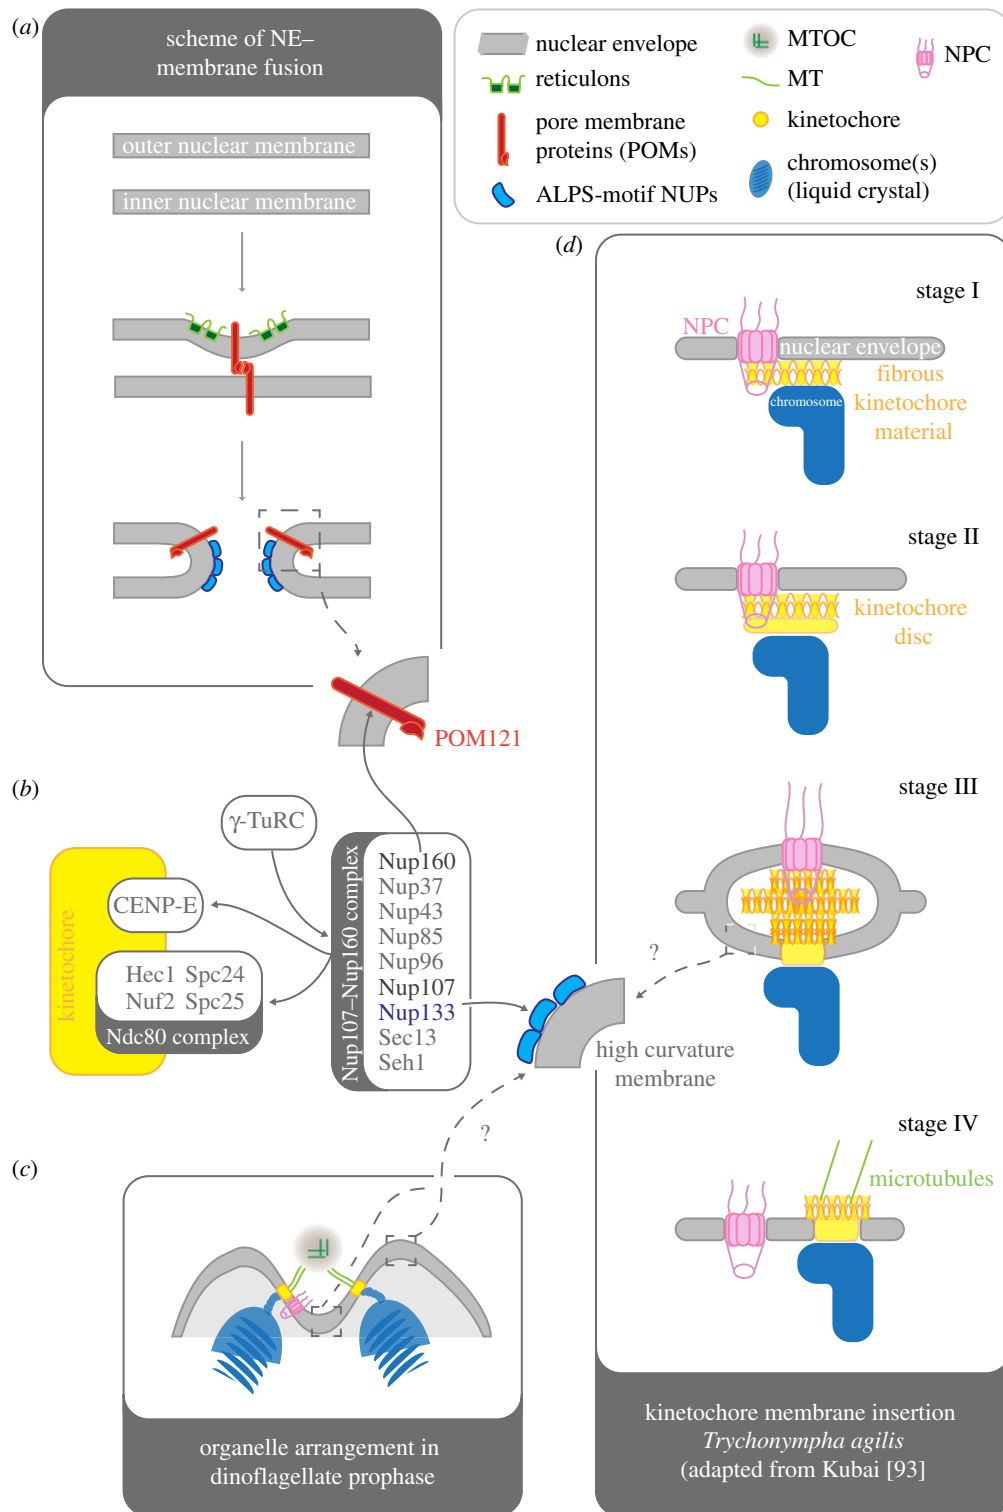 (a)
scheme of NE–
membrane fusion
outer nuclear membrane
inner nuclear membrane
nuclear envelope
reticulons
pore membrane
proteins (POMs)
ALPS-motif NUPs
MTOC
MT
kinetochore
chromosome(s)
(liquid crystal)
NPC
POM121
(b)
γ-TuRC
kinetochore
CENP-E
Hec1 Spc24
Nuf2 Spc25
Ndc80 complex
Nup107–Nup160 complex
Nup160
Nup37
Nup43
Nup85
Nup96
Nup107
Nup133
Sec13
Seh1
?
?
high curvature
membrane
(c)
organelle arrangement in
dinoflagellate prophase
(d)
stage I
NPC
nuclear envelope
fibrous
kinetochore
material
chromosome
stage II
kinetochore
disc
stage III
stage IV
microtubules
kinetochore membrane insertion
Trychonympha agilis
(adapted from Kubai [93]